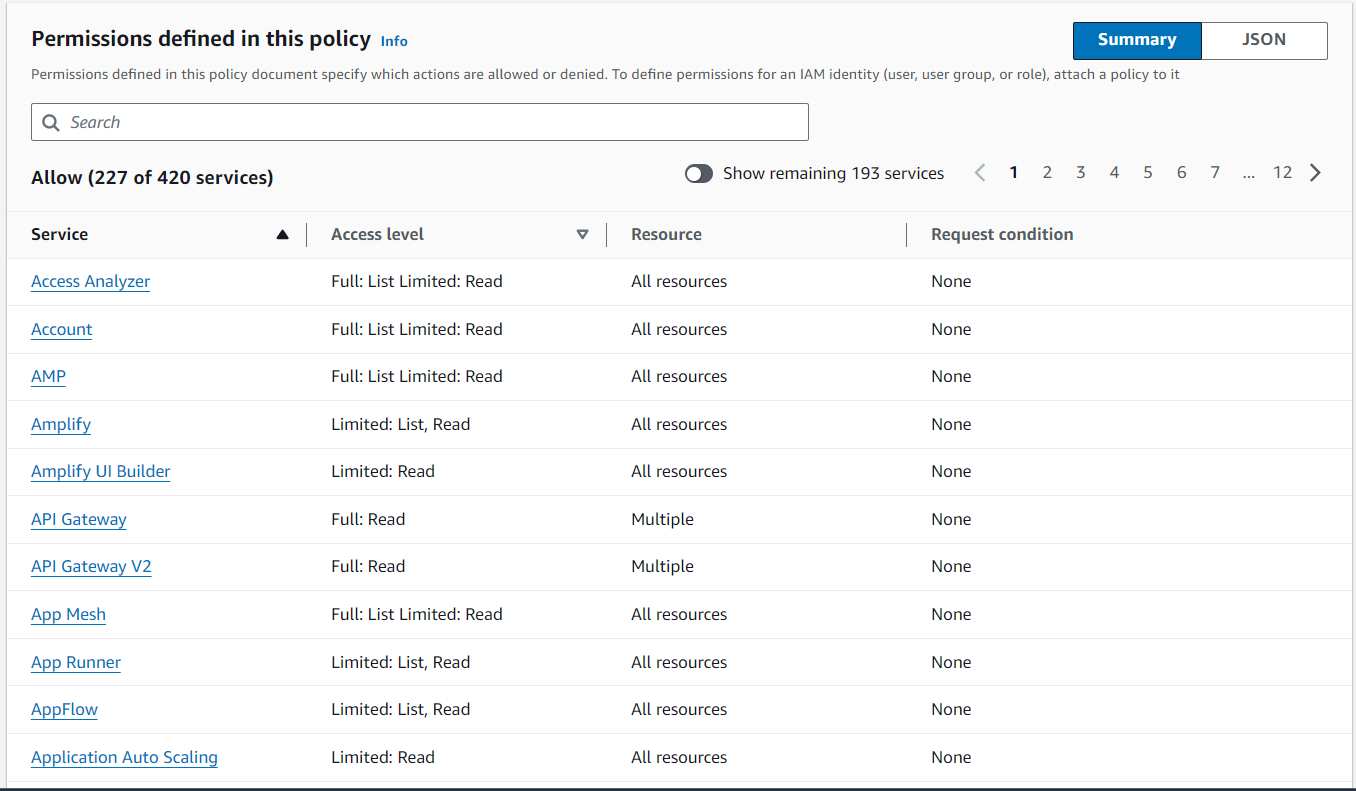 Permissions defined in this policy Info
Summary JSON
Permissions defined in this policy document specify which actions are allowed or denied. To define permissions for an IAM identity (user, user group, or role), attach a policy to it
Search
Allow (227 of 420 services)
Show remaining 193 services
1 2 3 4 5 6 7 ... 12
Service Access level Resource Request condition
Access Analyzer Full: List Limited: Read All resources None
Account Full: List Limited: Read All resources None
AMP Full: List Limited: Read All resources None
Amplify Limited: List, Read All resources None
Amplify UI Builder Limited: Read All resources None
API Gateway Full: Read Multiple None
API Gateway V2 Full: Read Multiple None
App Mesh Full: List Limited: Read All resources None
App Runner Limited: List, Read All resources None
AppFlow Limited: List, Read All resources None
Application Auto Scaling Limited: Read All resources None